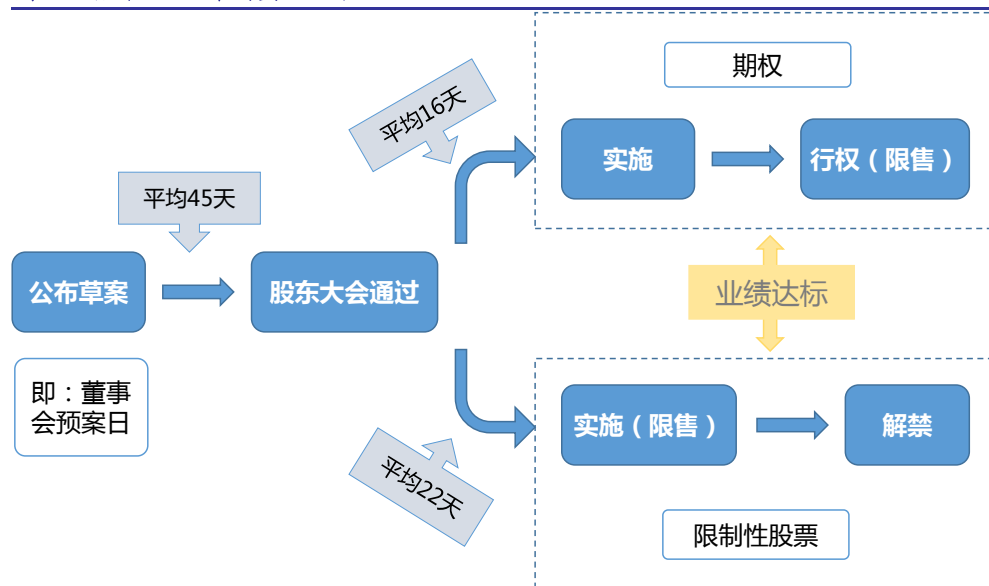 期权
平均16天
实施
行权（限售）
平均45天
公布草案
股东大会通过
业绩达标
即：董事
会预案日
实施（限售）
解禁
平均22天
限制性股票